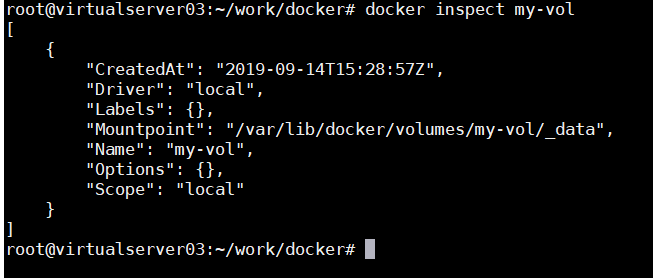 root@virtualserver03:~/work/docker# docker inspect my-vol
[
    {
        "CreatedAt": "2019-09-14T15:28:57Z",
        "Driver": "local",
        "Labels": {},
        "Mountpoint": "/var/lib/docker/volumes/my-vol/_data",
        "Name": "my-vol",
        "Options": {},
        "Scope": "local"
    }
]
root@virtualserver03:~/work/docker#